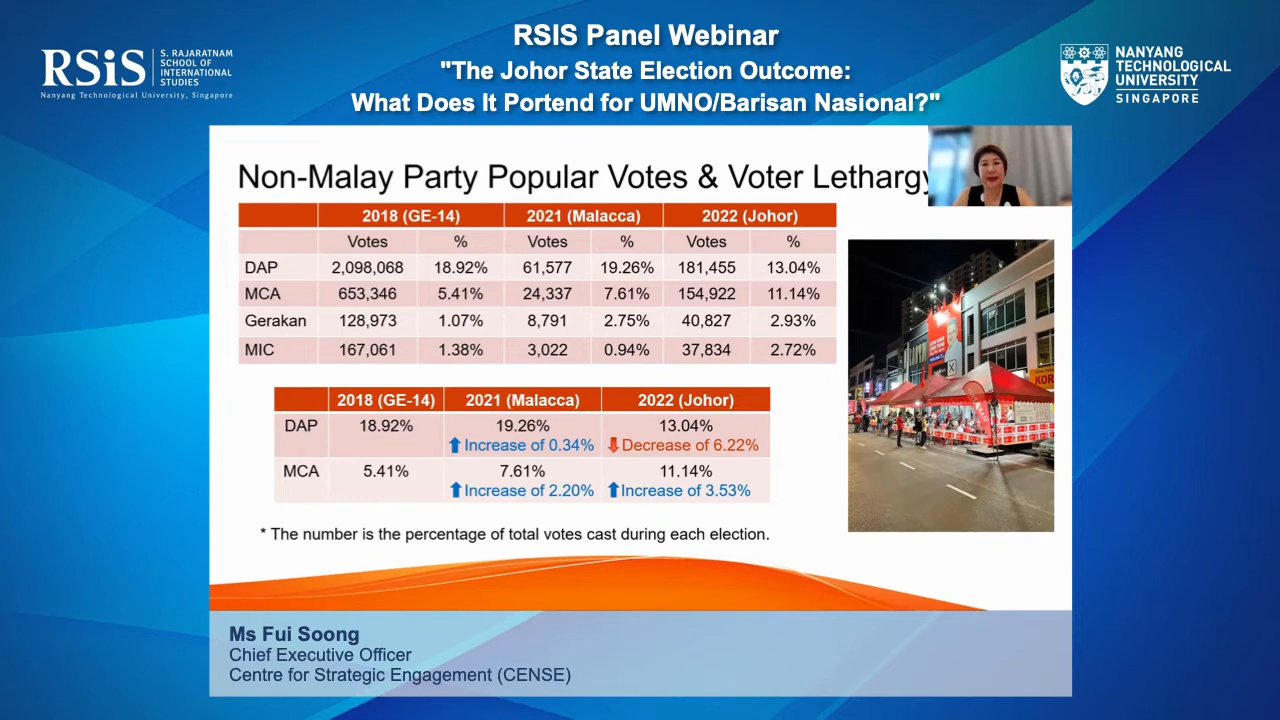 RSiS
S. RAJARATNAM
SCHOOL OF
INTERNATIONAL
STUDIES
Nanyang Technological University, Singapore
RSIS Panel Webinar
"The Johor State Election Outcome:
What Does It Portend for UMNO/Barisan Nasional?"
NANYANG
TECHNOLOGICAL
UNIVERSITY
SINGAPORE
Non-Malay Party Popular Votes & Voter Lethargy
2018 (GE-14) 2021 (Malacca) 2022 (Johor)
Votes % Votes % Votes %
DAP 2,098,068 18.92% 61,577 19.26% 181,455 13.04%
MCA 653,346 5.41% 24,337 7.61% 154,922 11.14%
Gerakan 128,973 1.07% 8,791 2.75% 40,827 2.93%
MIC 167,061 1.38% 3,022 0.94% 37,834 2.72%
2018 (GE-14) 2021 (Malacca) 2022 (Johor)
DAP 18.92% 19.26% 13.04%
Increase of 0.34% Decrease of 6.22%
MCA 5.41% 7.61% 11.14%
Increase of 2.20% Increase of 3.53%
* The number is the percentage of total votes cast during each election.
KOR
Ms Fui Soong
Chief Executive Officer
Centre for Strategic Engagement (CENSE)